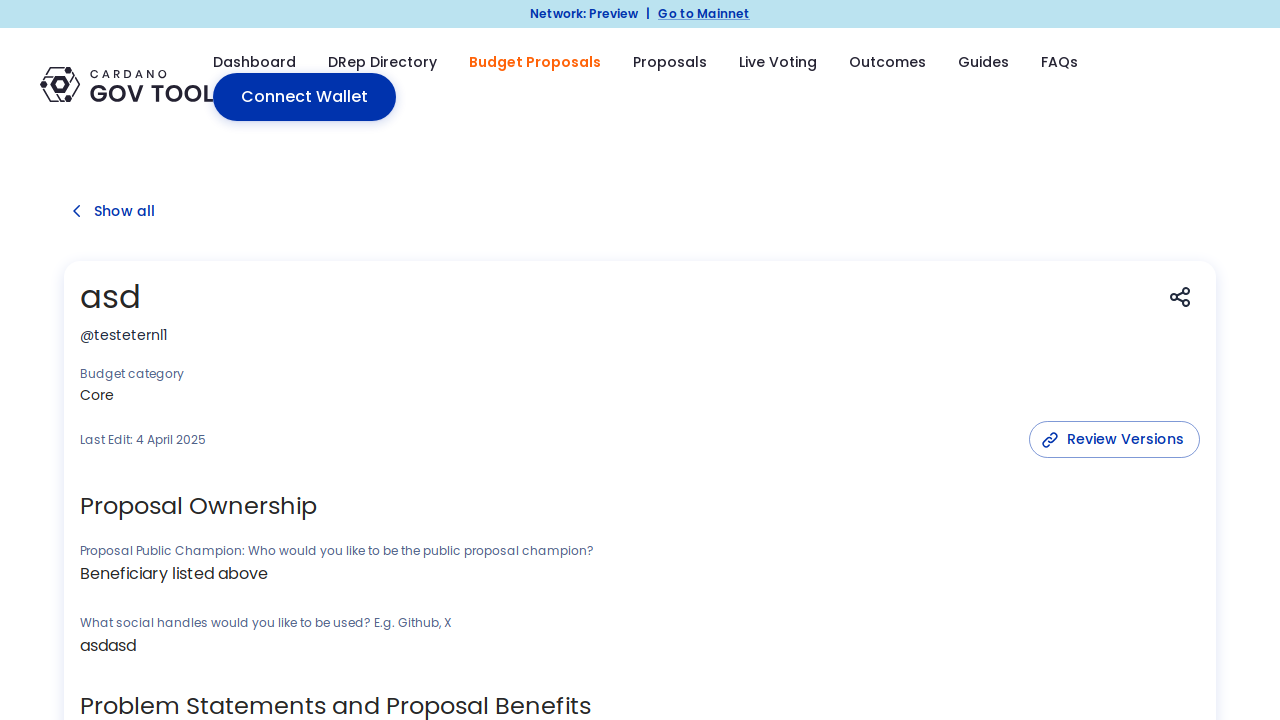 Network: Preview | Go to Mainnet
CARDANO
GOV TOOL
Dashboard DRep Directory Budget Proposals Proposals Live Voting Outcomes Guides FAQs
Connect Wallet
Show all
asd
@testeternl1
Budget category
Core
Last Edit: 4 April 2025
Review Versions
Proposal Ownership
Proposal Public Champion: Who would you like to be the public proposal champion?
Beneficiary listed above
What social handles would you like to be used? E.g. Github, X
asdasd
Problem Statements and Proposal Benefits